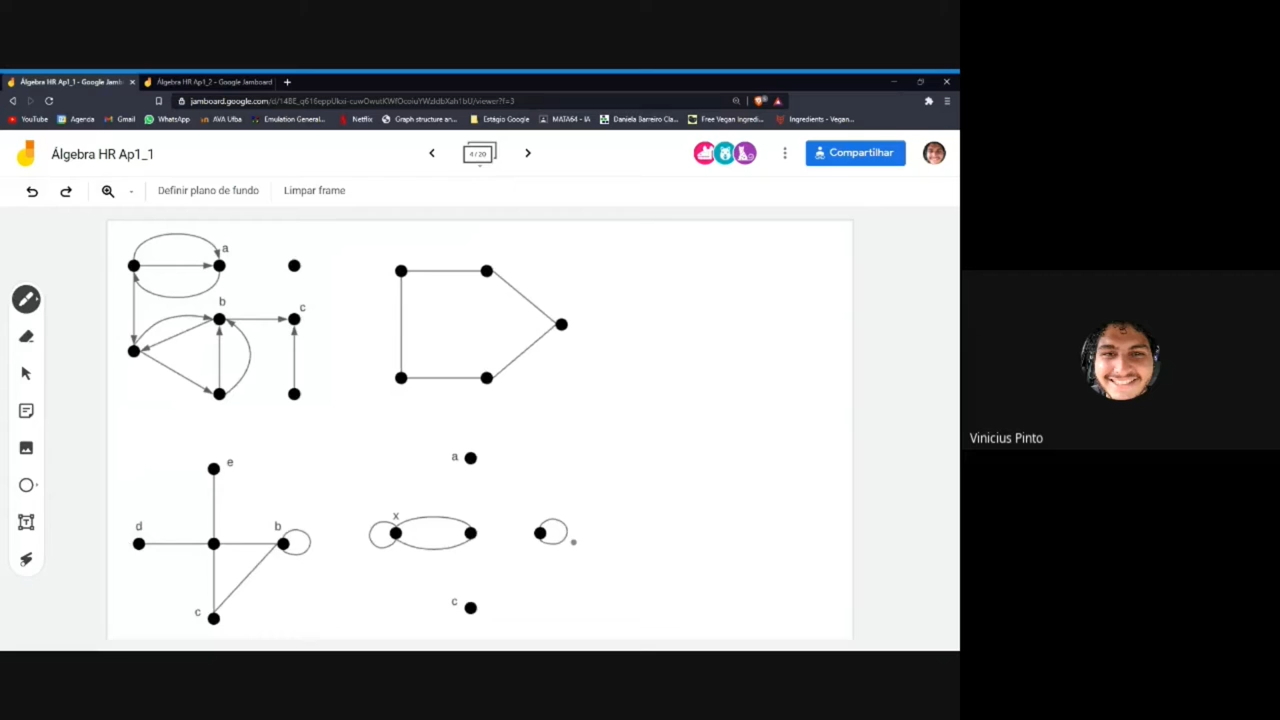 Álgebra HR Ap1_1 - Google Jamb
Álgebra HR Ap1_2 - Google Jamboard
YouTube
Agenda
Gmail
WhatsApp
AVA Ufba
Emulation General...
Netflix
Graph structure an...
Estágio Google
MATA64 - IA
Daniela Barreiro Cla...
Free Vegan Ingredi...
Ingredients - Vegan...
Álgebra HR Ap1_1
4 / 20
Compartilhar
Definir plano de fundo
Limpar frame
a
b
c
e
d
b
c
a
x
c
Vinicius Pinto